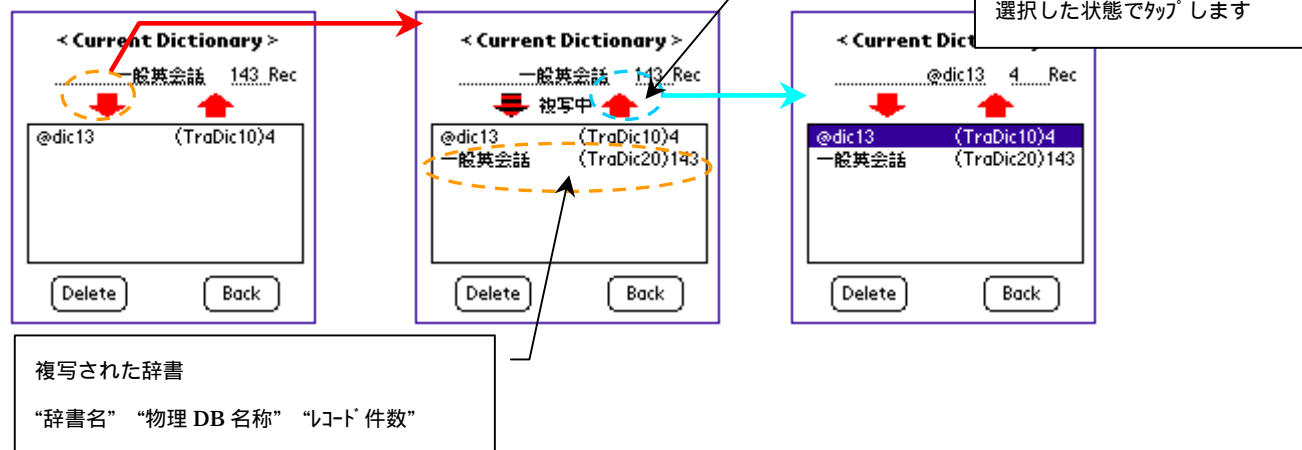 選択した状態でﾀｯﾌﾟします
< Current Dictionary >
一般英会話 143 Rec
@dic13 (TraDic10)4
Delete Back
< Current Dictionary >
一般英会話 143 Rec
複写中
@dic13 (TraDic10)4
一般英会話 (TraDic20)143
Delete Back
< Current Dict
@dic13 4 Rec
@dic13 (TraDic10)4
一般英会話 (TraDic20)143
Delete Back
複写された辞書
“辞書名” “物理 DB 名称” “ﾚｺｰﾄﾞ件数”